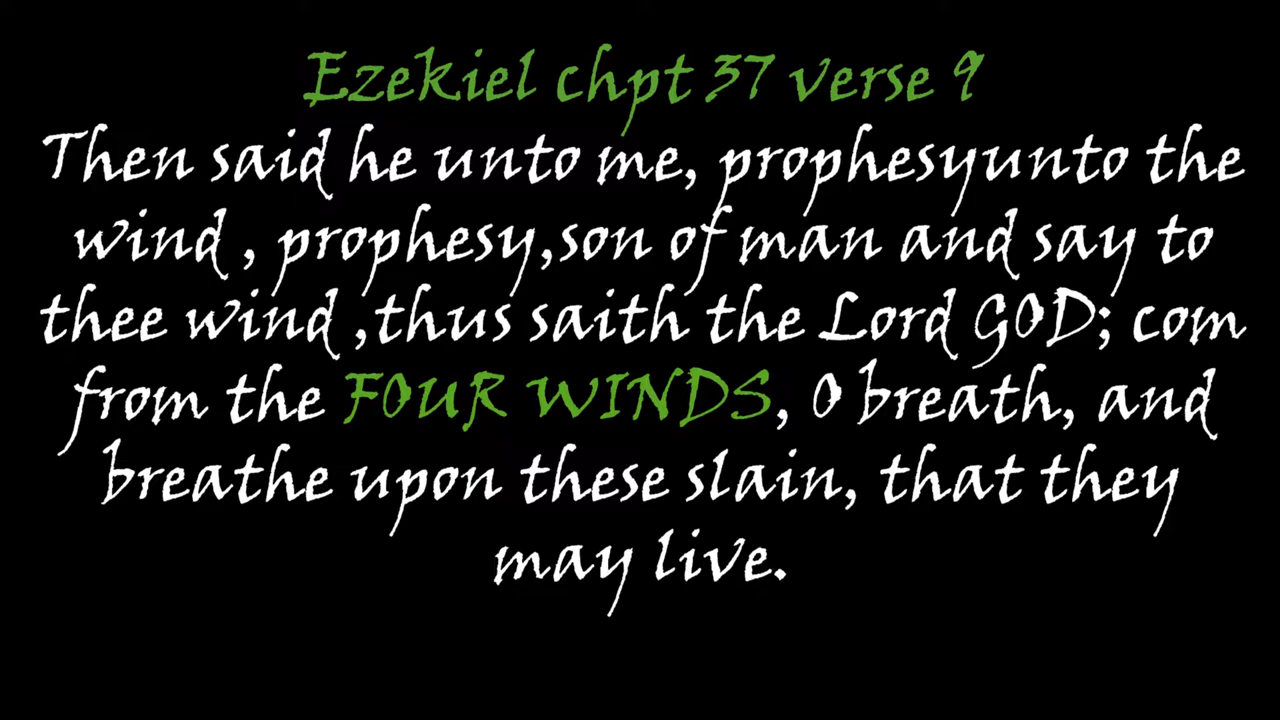 Ezekiel chpt 37 verse 9
Then said he unto me, prophesyunto the
wind , prophesy,son of man and say to
thee wind ,thus saith the Lord GOD; com
from the FOUR WINDS, O breath, and
breathe upon these slain, that they
may live.